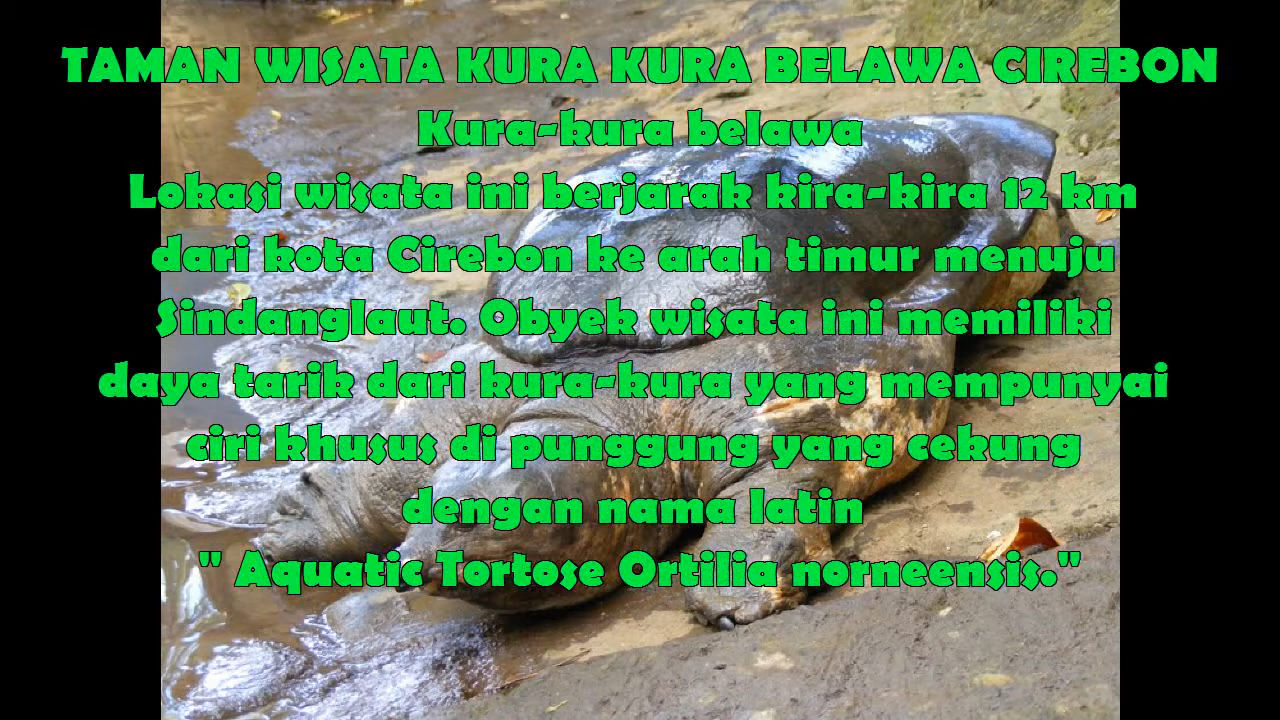 TAMAN WISATA KURA KURA BELAWA CIREBON
Kura-kura belawa
Lokasi wisata ini berjarak kira-kira 12 km
dari kota Cirebon ke arah timur menuju
Sindanglaut. Obyek wisata ini memiliki
daya tarik dari kura-kura yang mempunyai
ciri khusus di punggung yang cekung
dengan nama latin
" Aquatic Tortose Ortilia norneensis."